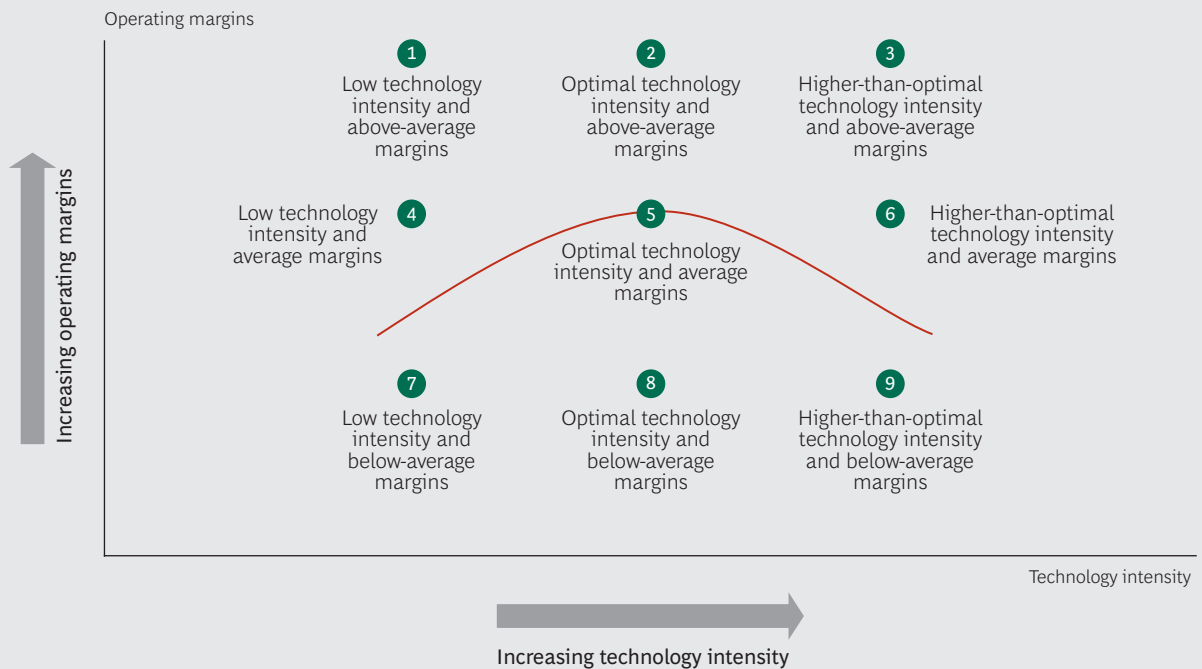 Operating margins
1
Low technology
intensity and
above-average
margins
2
Optimal technology
intensity and
above-average
margins
3
Higher-than-optimal
technology intensity
and above-average
margins
Increasing operating margins
4
Low technology
intensity and
average margins
5
Optimal technology
intensity and average
margins
6
Higher-than-optimal
technology intensity
and average margins
7
Low technology
intensity and
below-average
margins
8
Optimal technology
intensity and
below-average
margins
9
Higher-than-optimal
technology intensity
and below-average
margins
Technology intensity
Increasing technology intensity